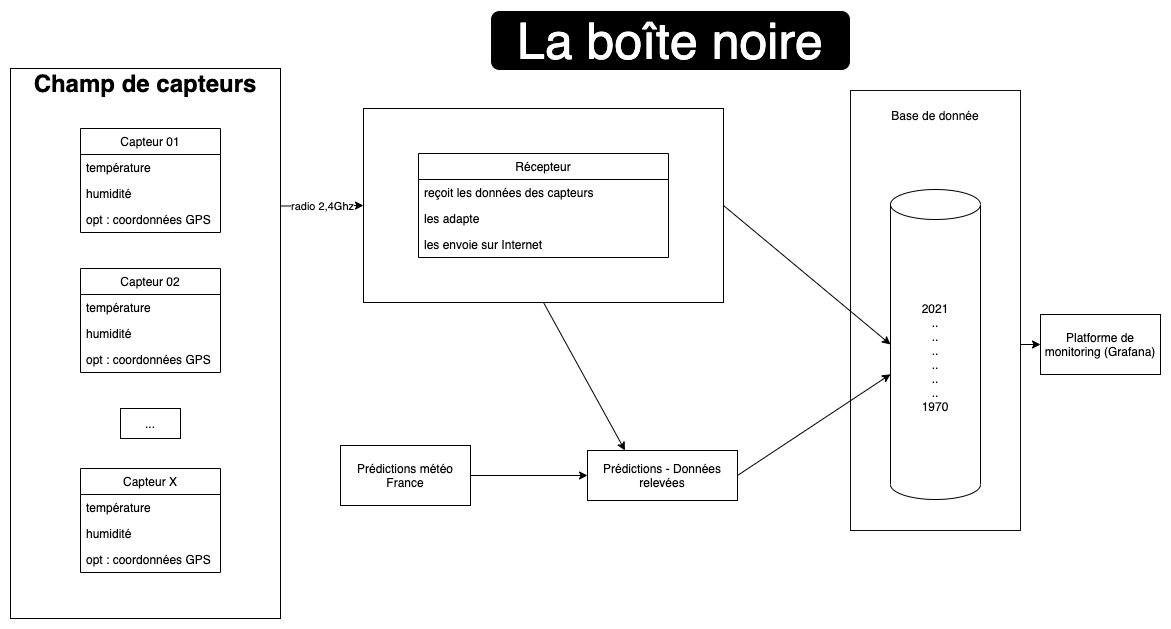 La boîte noire
Champ de capteurs
Capteur 01
température
humidité
opt : coordonnées GPS
Capteur 02
température
humidité
opt : coordonnées GPS
...
Capteur X
température
humidité
opt : coordonnées GPS
radio 2,4Ghz
Récepteur
reçoit les données des capteurs
les adapte
les envoie sur Internet
Prédictions météo
France
Prédictions - Données
relevées
Base de donnée
2021
..
..
..
..
..
..
1970
Platforme de
monitoring (Grafana)